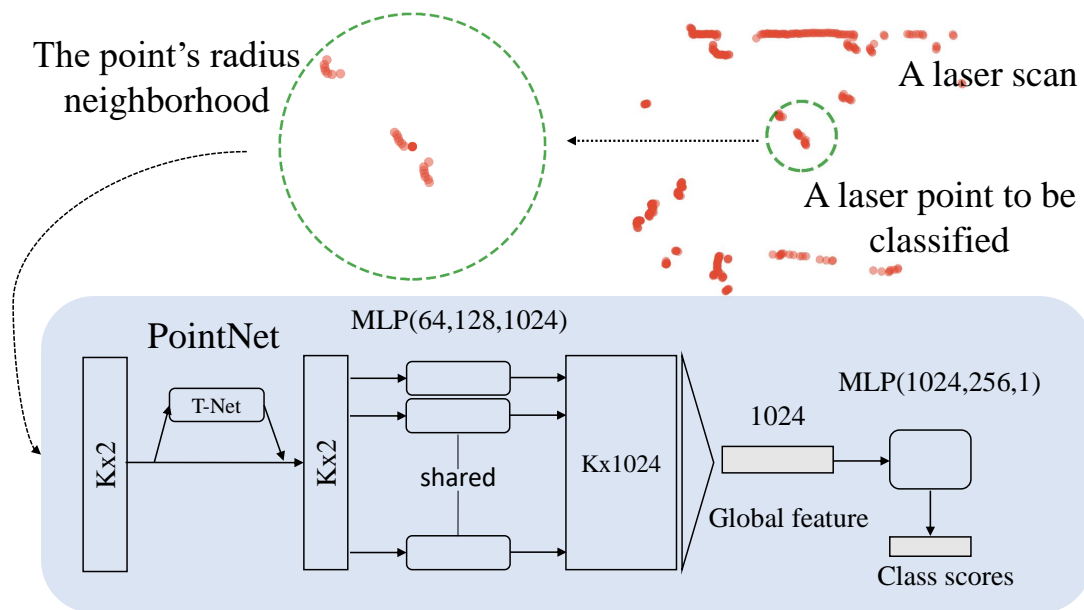 The point's radius
neighborhood
A laser scan
A laser point to be
classified
PointNet
MLP(64,128,1024)
MLP(1024,256,1)
T-Net
Kx2
Kx2
shared
Kx1024
1024
Global feature
Class scores